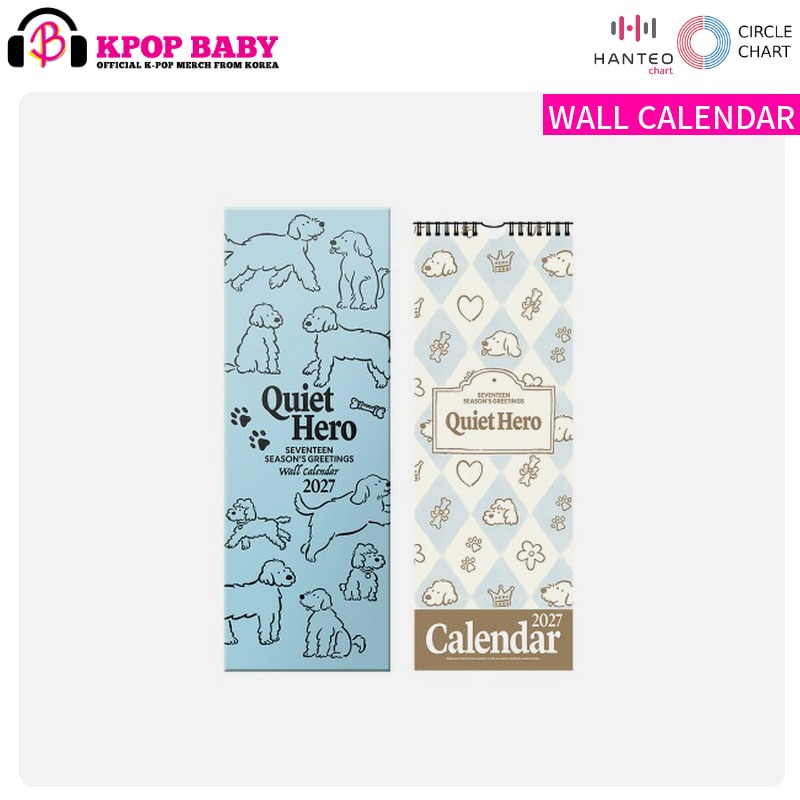 B
KPOP BABY
OFFICIAL K-POP MERCH FROM KOREA
HANTEO
chart
CIRCLE
CHART
WALL CALENDAR
Quiet
Hero
SEVENTEEN
SEASON'S GREETINGS
Wall Calendar
2027
SEVENTEEN
SEASON'S GREETINGS
Quiet Hero
2027
Calendar